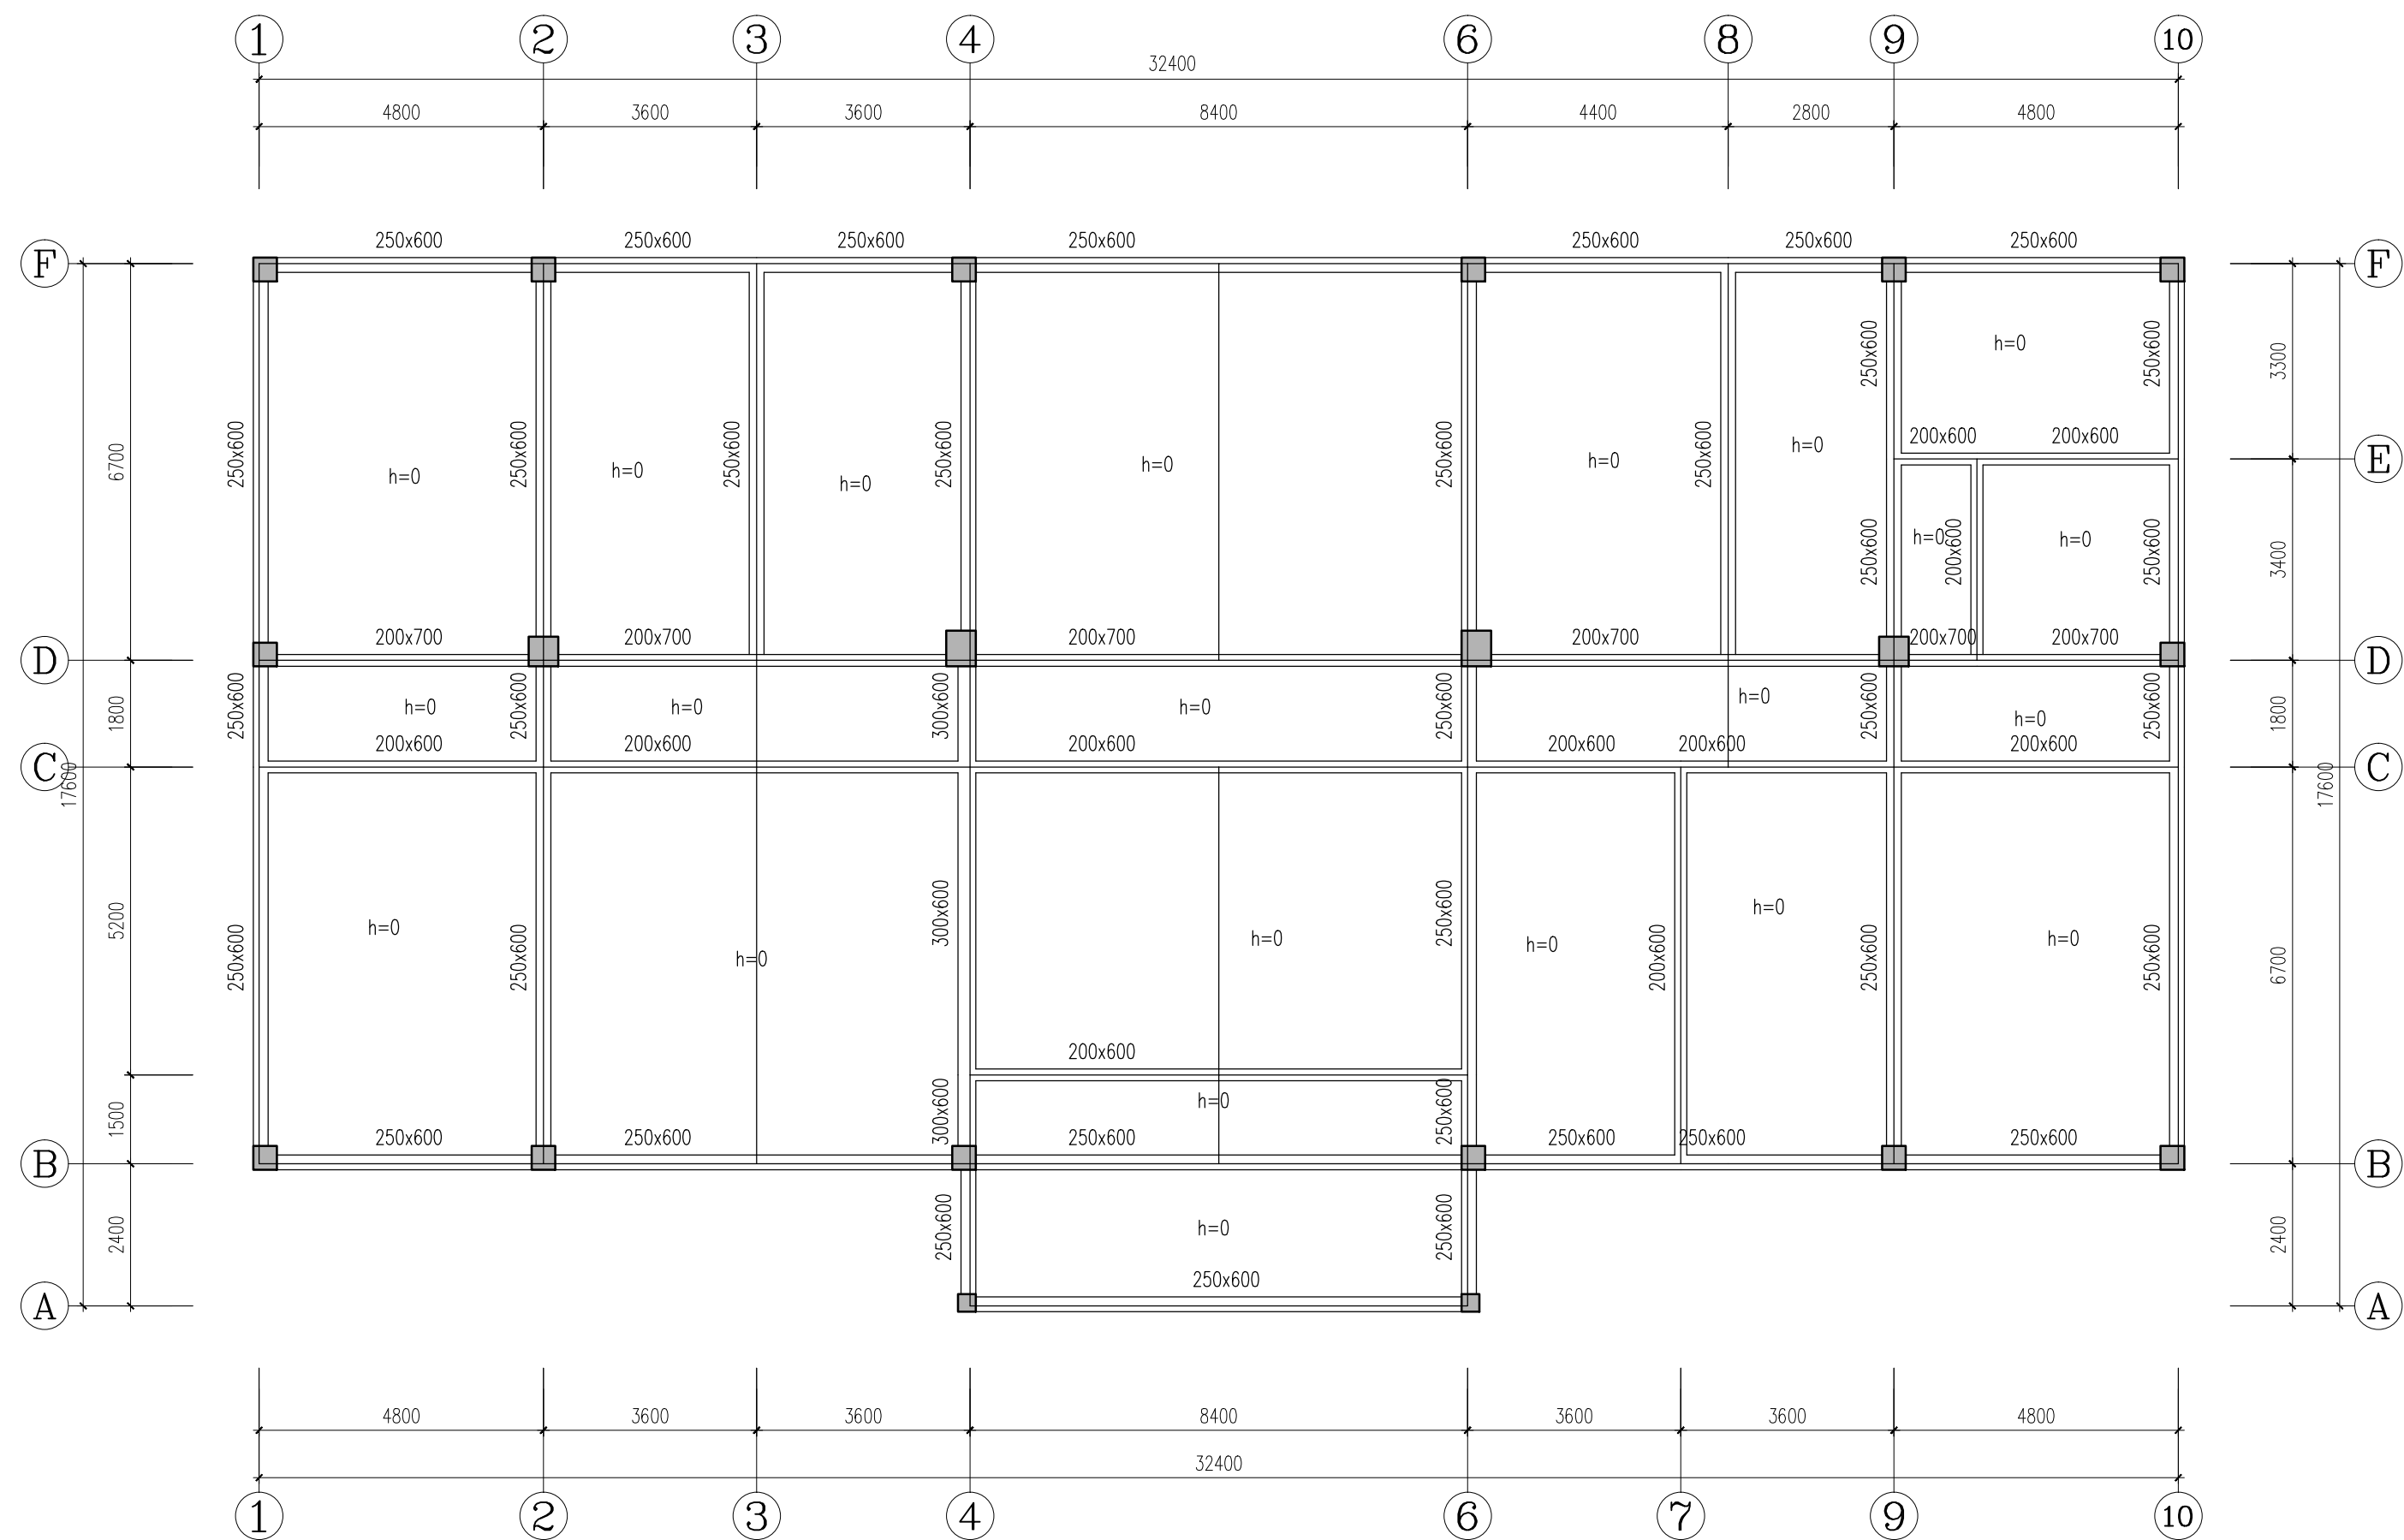 1 2 3 4 6 8 9 10
32400
4800 3600 3600 8400 4400 2800 4800
250x600 250x600 250x600 250x600 250x600 250x600 250x600
F F
250x600 250x600
h=0
3300
250x600 250x600 250x600 250x600 250x600 250x600
6700
200x600 200x600
h=0 h=0 h=0 h=0 h=0 h=0
E
250x600 200x600 250x600
h=0 h=0
3400
200x700 200x700 200x700 200x700 200x700 200x700
D D
250x600 250x600 300x600 250x600 250x600 250x600
h=0 h=0 h=0 h=0 h=0
1800 1800
200x600 200x600 200x600 200x600 200x600 200x600
C C
17600 17600
5200
h=0 h=0 h=0 h=0 h=0 h=0
250x600 250x600 300x600 250x600 200x600 250x600 250x600
6700
200x600
h=0
300x600 250x600
1500
250x600 250x600 250x600 250x600 250x600 250x600
B B
250x600 250x600
h=0
2400 2400
250x600
A A
4800 3600 3600 8400 3600 3600 4800
32400
1 2 3 4 6 7 9 10